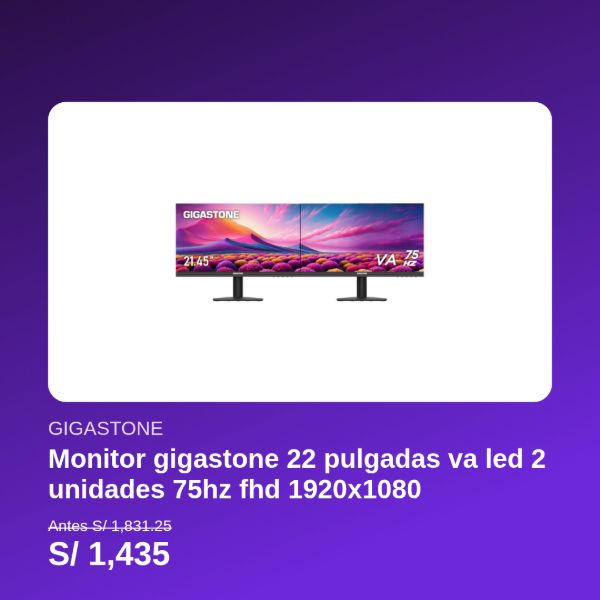 GIGASTONE
21.45"
VA 75 HZ
GIGASTONE
Monitor gigastone 22 pulgadas va led 2
unidades 75hz fhd 1920x1080
Antes S/ 1,831.25
S/ 1,435